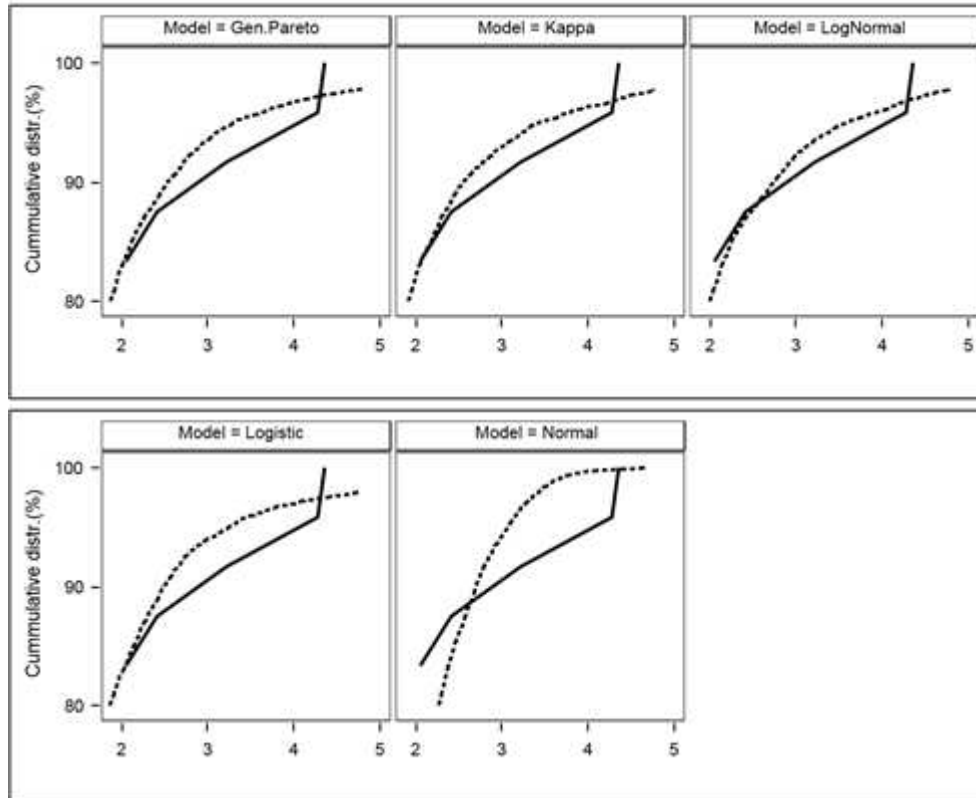 Model = Gen.Pareto
Model = Kappa
Model = LogNormal
Cummulative distr.(%)
100
90
80
2 3 4 5
2 3 4 5
2 3 4 5
Model = Logistic
Model = Normal
Cummulative distr.(%)
100
90
80
2 3 4 5
2 3 4 5